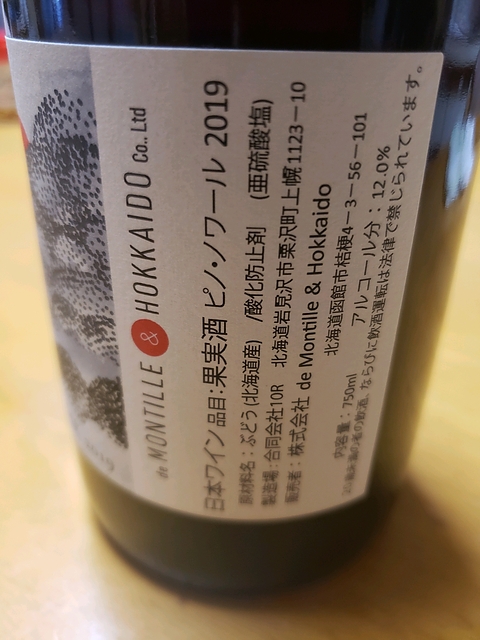 de MONTILLE & HOKKAIDO Co., Ltd
日本ワイン 品目:果実酒 ピノ・ノワール 2019
原材料名:ぶどう(北海道産) /酸化防止剤 (亜硫酸塩)
製造場:合同会社10R 北海道岩見沢市栗沢町上幌1123-10
販売者:株式会社 de Montille & Hokkaido
北海道函館市桔梗4-3-56-101
内容量:750ml アルコール分:12.0%
20歳未満の者の飲酒、ならびに飲酒運転は法律で禁じられています。
2019